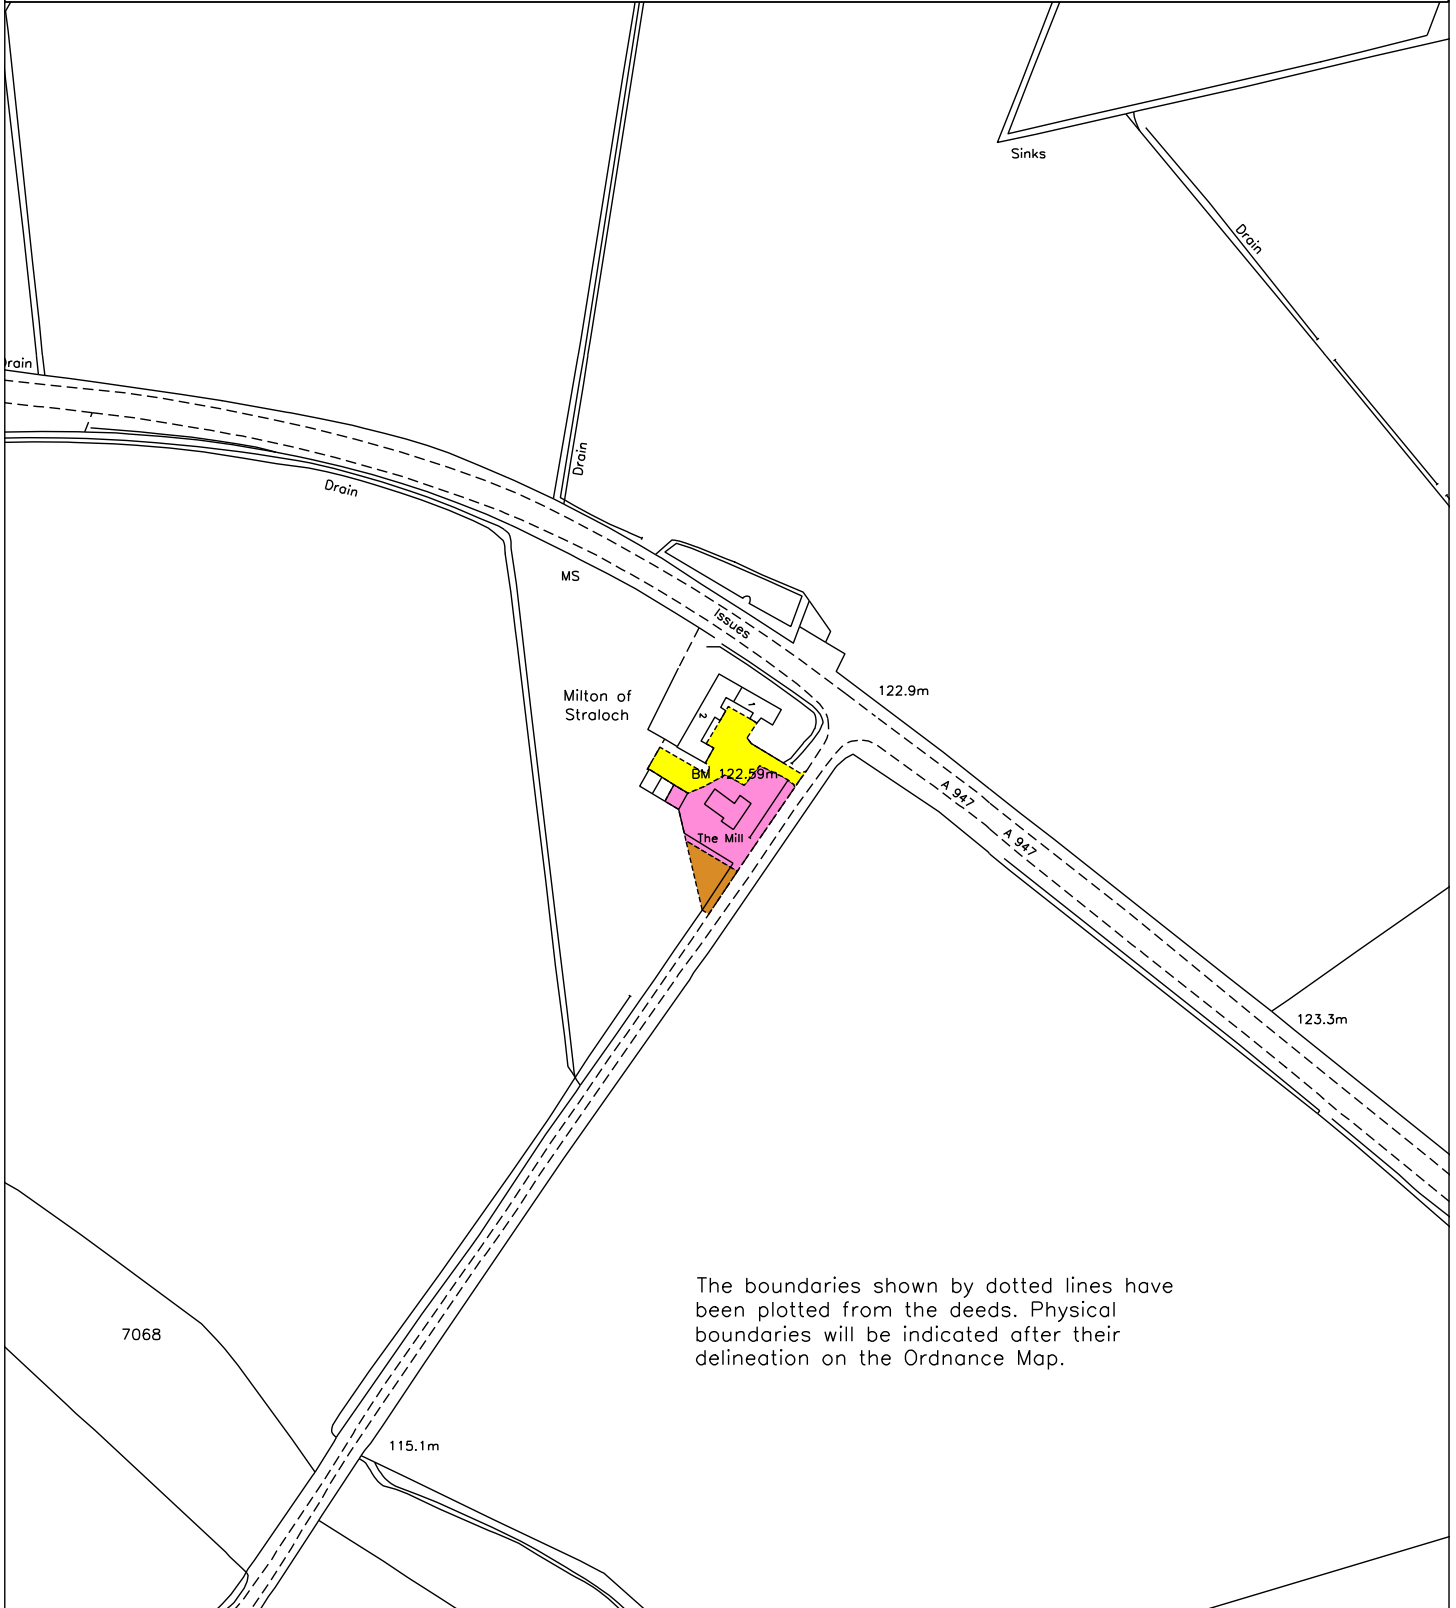 Sinks
Drain
Drain
Drain
Drain
MS
Issues
122.9m
Milton of
Straloch
1
2
BM 122.59m
A 947
The Mill
A 947
123.3m
The boundaries shown by dotted lines have
been plotted from the deeds. Physical
boundaries will be indicated after their
delineation on the Ordnance Map.
7068
115.1m